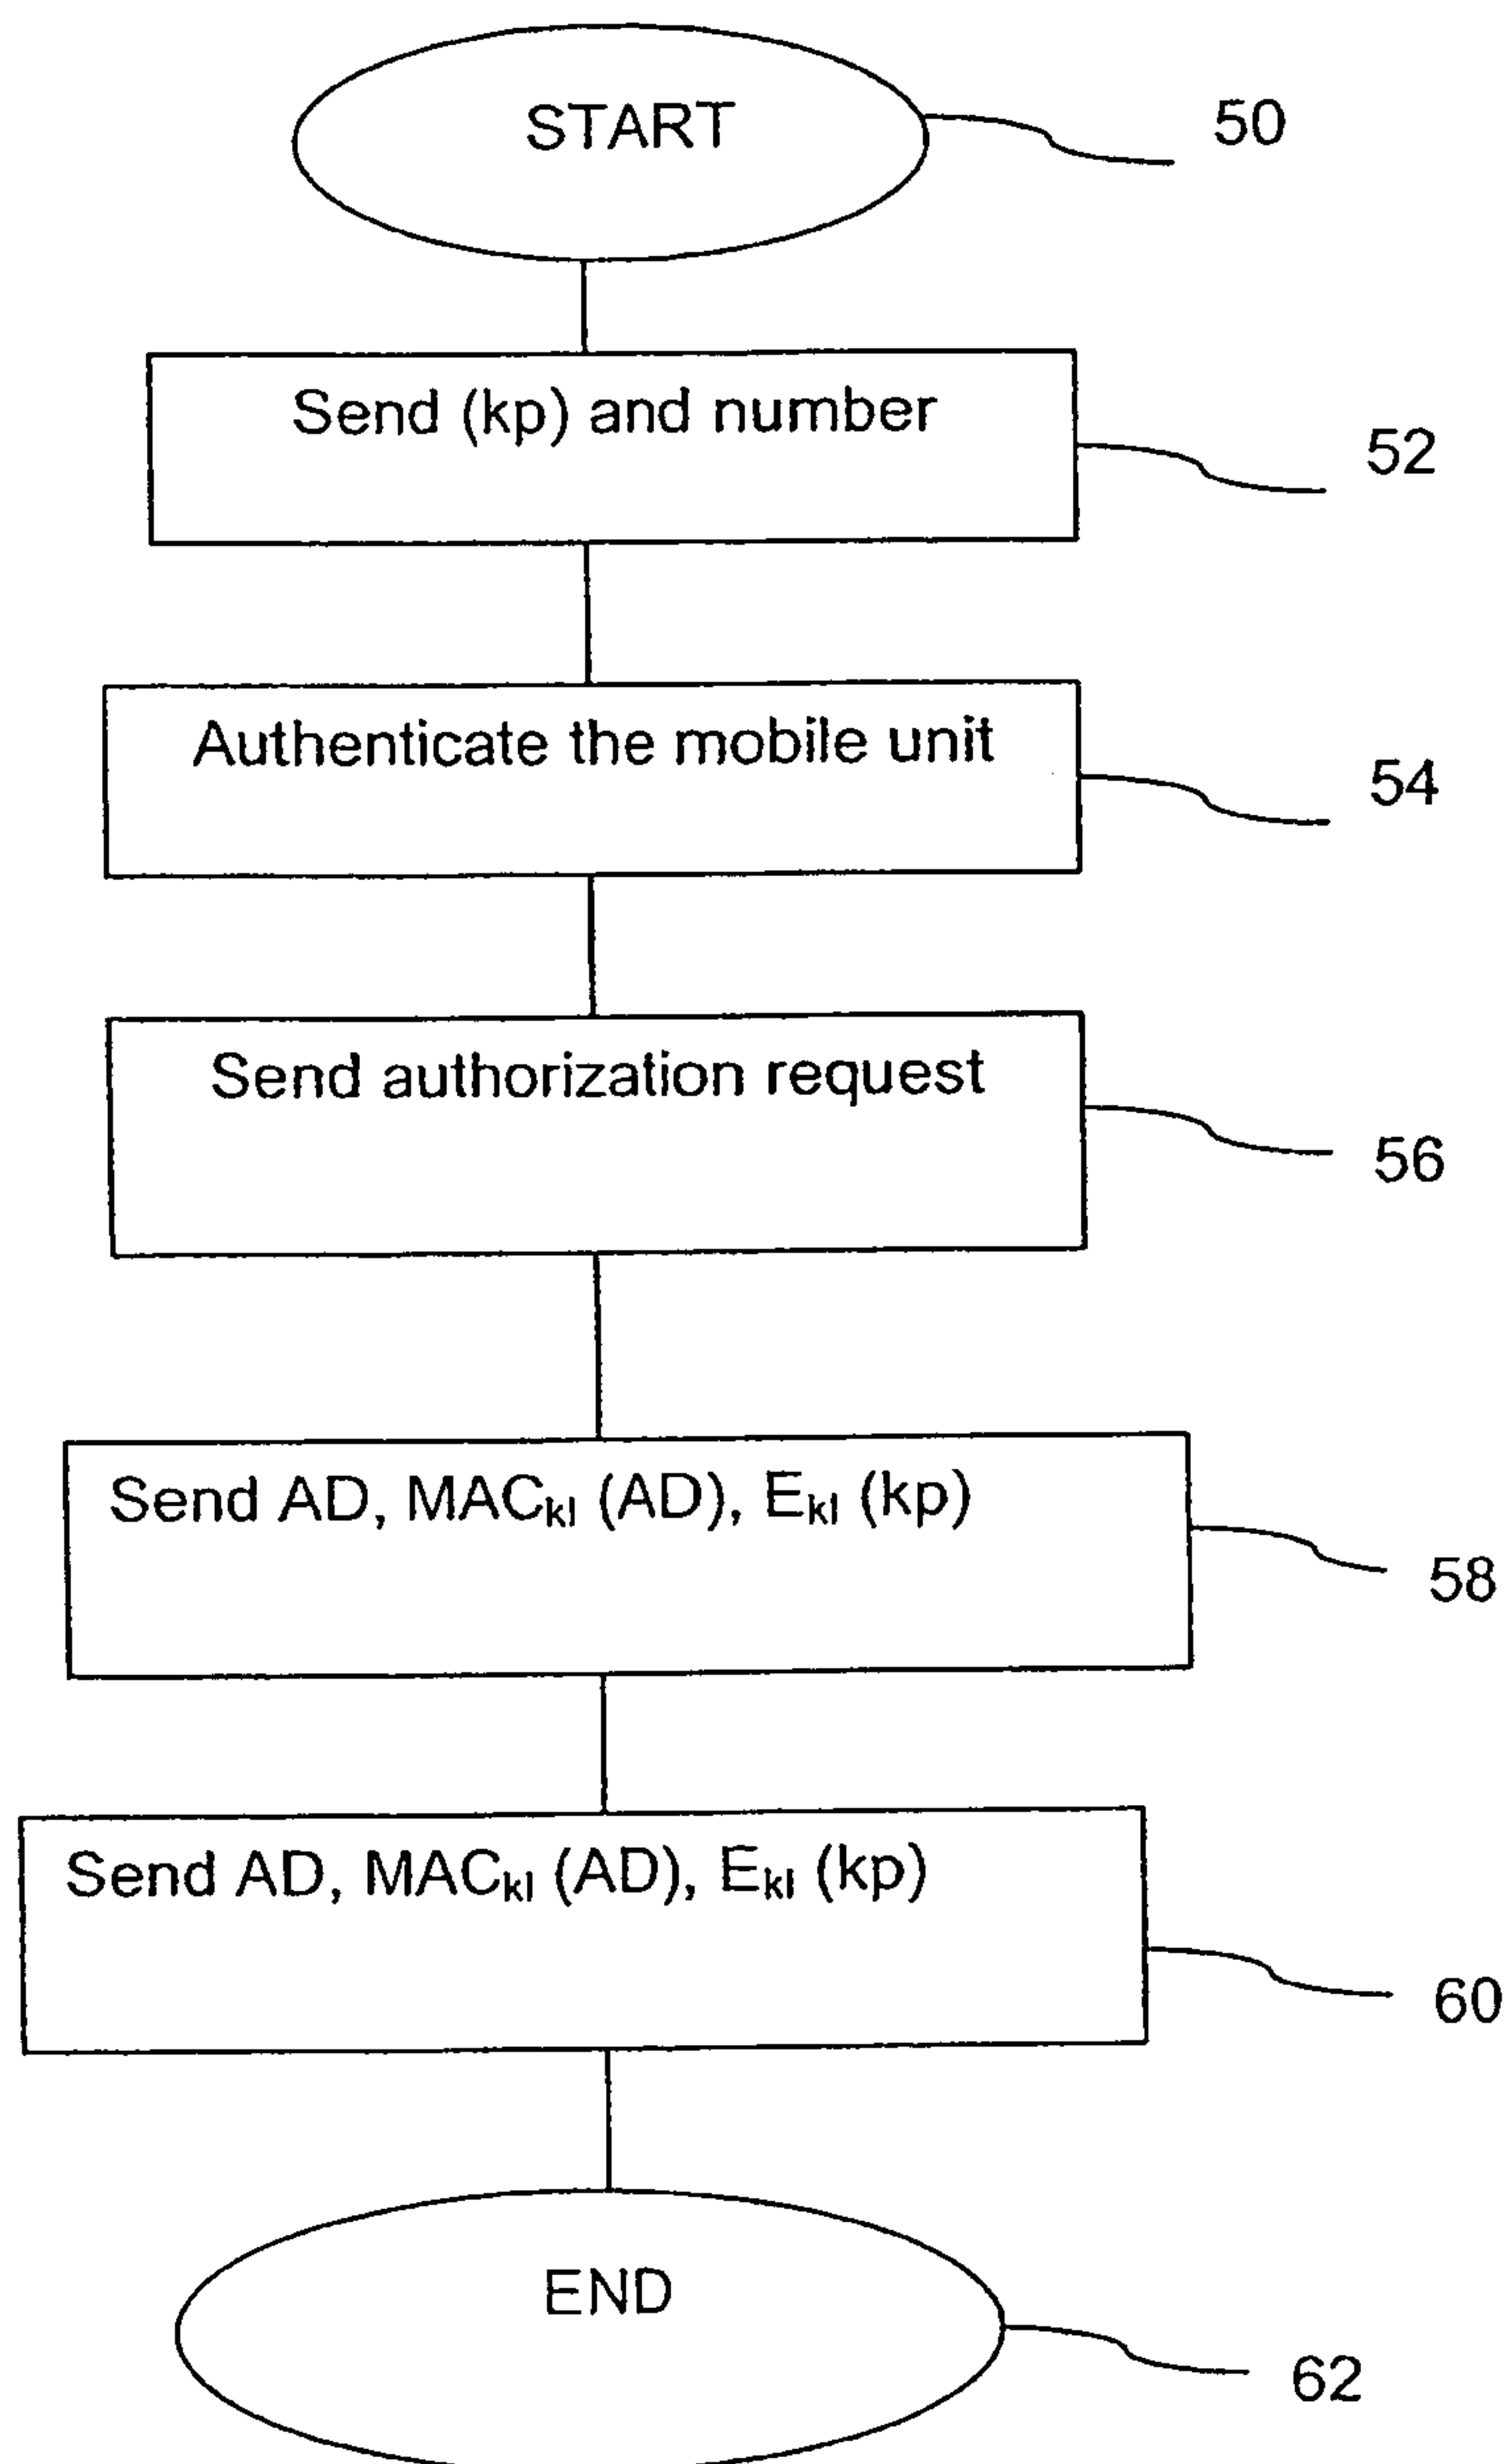 START
50
Send (kp) and number
52
Authenticate the mobile unit
54
Send authorization request
56
Send AD, MACkl (AD), Ekl (kp)
58
Send AD, MACkl (AD), Ekl (kp)
60
END
62